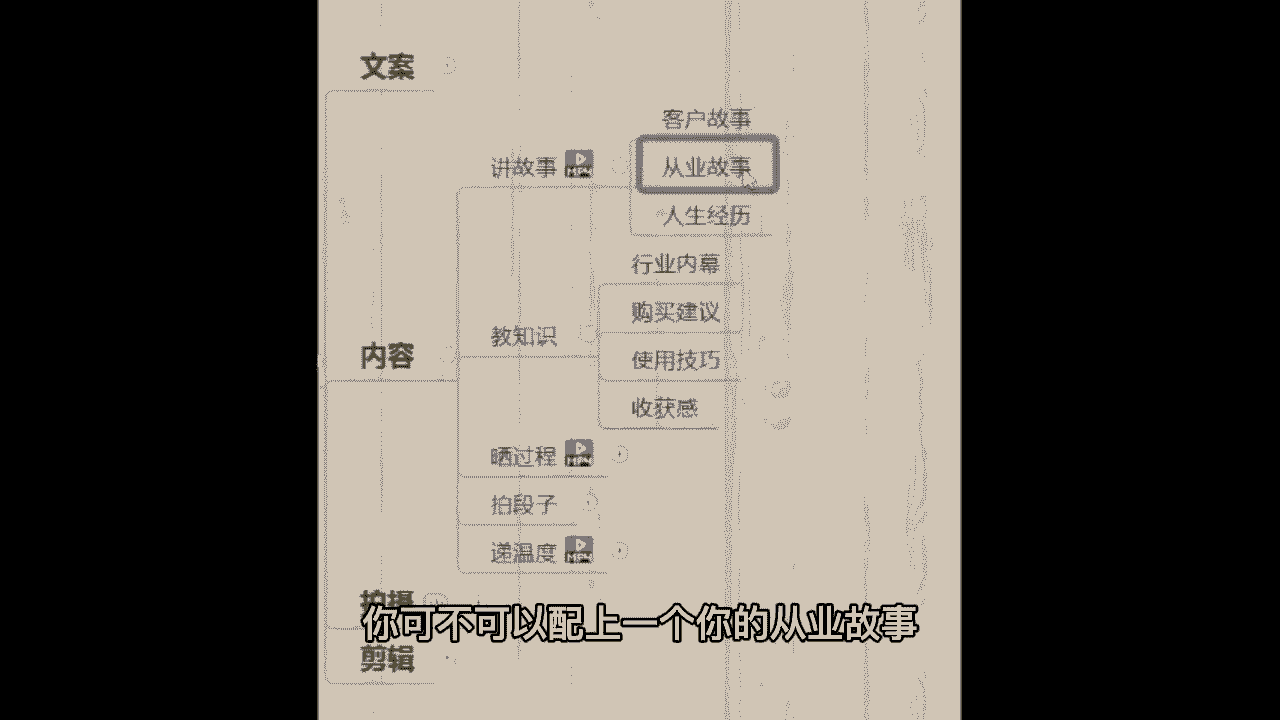 文案
客户故事
讲故事
从业故事
人生经历
行业内幕
购买建议
教知识
内容
使用技巧
收获感
晒过程
拍段子
递温度
拍摄
你可不可以配上一个你的从业故事
剪辑